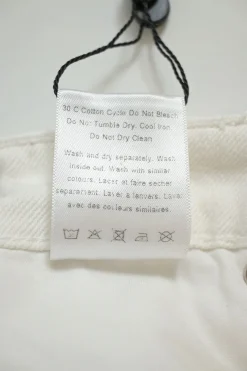 30 C Cotton Cycle Do Not Bleach
Do Not Tumble Dry. Cool Iron.
Do Not Dry Clean
Wash and dry separately. Wash
inside out. Wash with similar
colours. Laver et faire secher
separement. Laver a l'envers. Laver
avec des couleurs similaires.